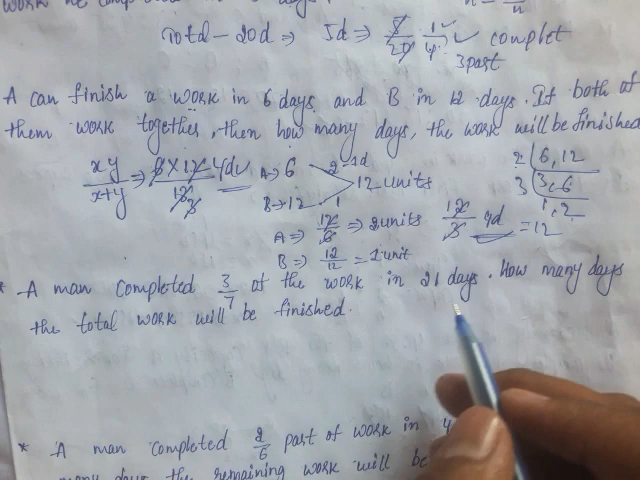 Total - 20d ⇒ 5d ⇒ 5/20 1/4 complet
3part
A can finish a work in 6 days and B in 12 days. If both of
them work together, then how many days, the work will be finished
xy/x+y ⇒ 6×12/18 3 4d A→6 2 - 1d 12 units 2 | 6, 12
B→12 1 3 | 3, 6
1, 2
A ⇒ 12/6 ⇒ 2units 12/3 4d = 12
B ⇒ 12/12 = 1 unit
* A man completed 3/7 of the work in 21 days. How many days
the total work will be finished.
* A man completed 2/6 part of work in 4
many days the remaining work will be